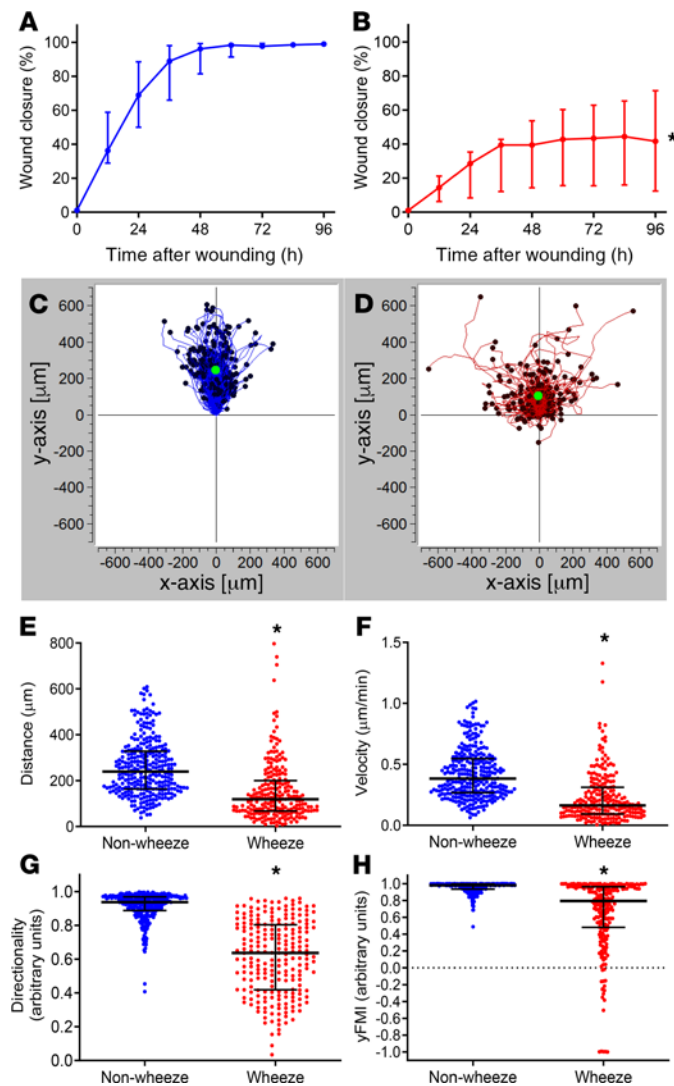 A
Wound closure (%)
100
80
60
40
20
0
0 24 48 72 96
Time after wounding (h)
B
Wound closure (%)
100
80
60
40
20
0
*
0 24 48 72 96
Time after wounding (h)
C
y-axis [µm]
600
400
200
0
-200
-400
-600
-600 -400 -200 0 200 400 600
x-axis [µm]
D
y-axis [µm]
600
400
200
0
-200
-400
-600
-600 -400 -200 0 200 400 600
x-axis [µm]
E
Distance (µm)
800
600
400
200
0
*
Non-wheeze Wheeze
F
Velocity (µm/min)
1.5
1.0
0.5
0.0
*
Non-wheeze Wheeze
G
Directionality
(arbitrary units)
1.0
0.8
0.6
0.4
0.2
0.0
*
Non-wheeze Wheeze
H
yFMI (arbitrary units)
1.0
0.8
0.6
0.4
0.2
0.0
-0.2
-0.4
-0.6
-0.8
-1.0
*
Non-wheeze Wheeze